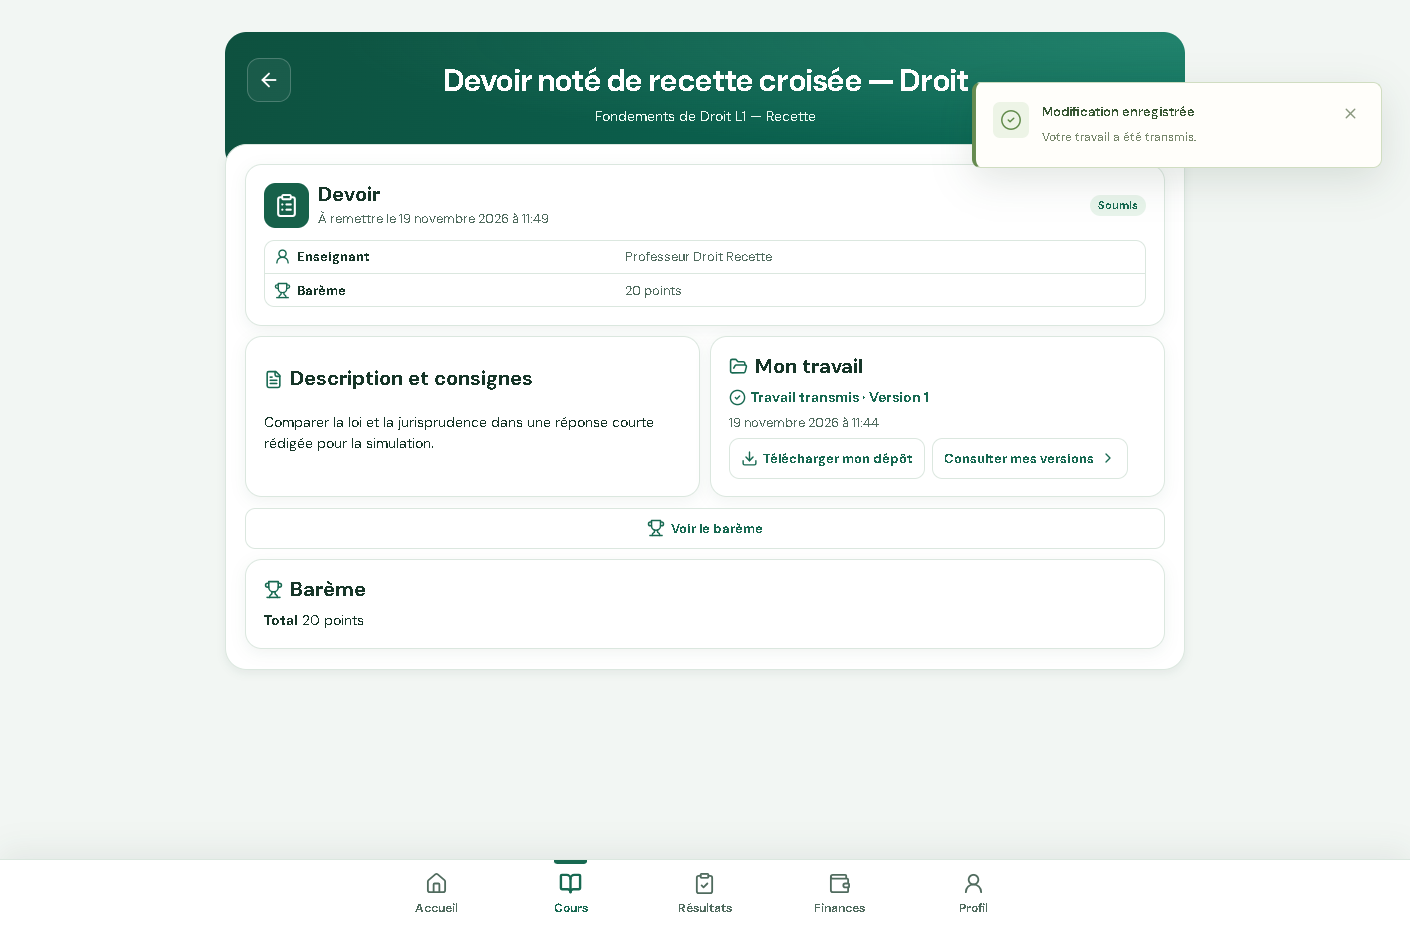 Devoir noté de recette croisée — Droit
Fondements de Droit L1 — Recette
Modification enregistrée
Votre travail a été transmis.
Devoir
À remettre le 19 novembre 2026 à 11:49
Soumis
Enseignant
Professeur Droit Recette
Barème
20 points
Description et consignes
Comparer la loi et la jurisprudence dans une réponse courte
rédigée pour la simulation.
Mon travail
Travail transmis · Version 1
19 novembre 2026 à 11:44
Télécharger mon dépôt
Consulter mes versions
Voir le barème
Barème
Total 20 points
Accueil
Cours
Résultats
Finances
Profil